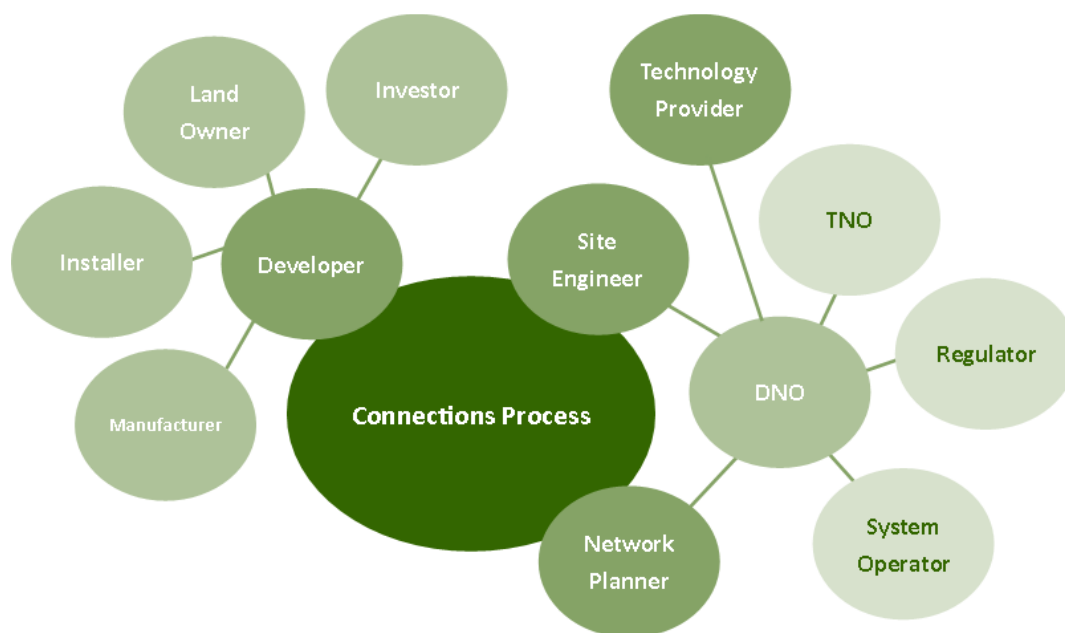 Land
Owner
Investor
Technology
Provider
Installer
Developer
Site
Engineer
TNO
Regulator
Manufacturer
Connections Process
DNO
Network
Planner
System
Operator